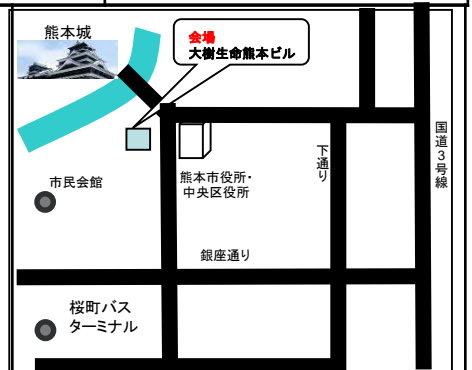 熊本城
会場
大樹生命熊本ビル
国道3号線
下通り
市民会館
熊本市役所・
中央区役所
銀座通り
桜町バス
ターミナル